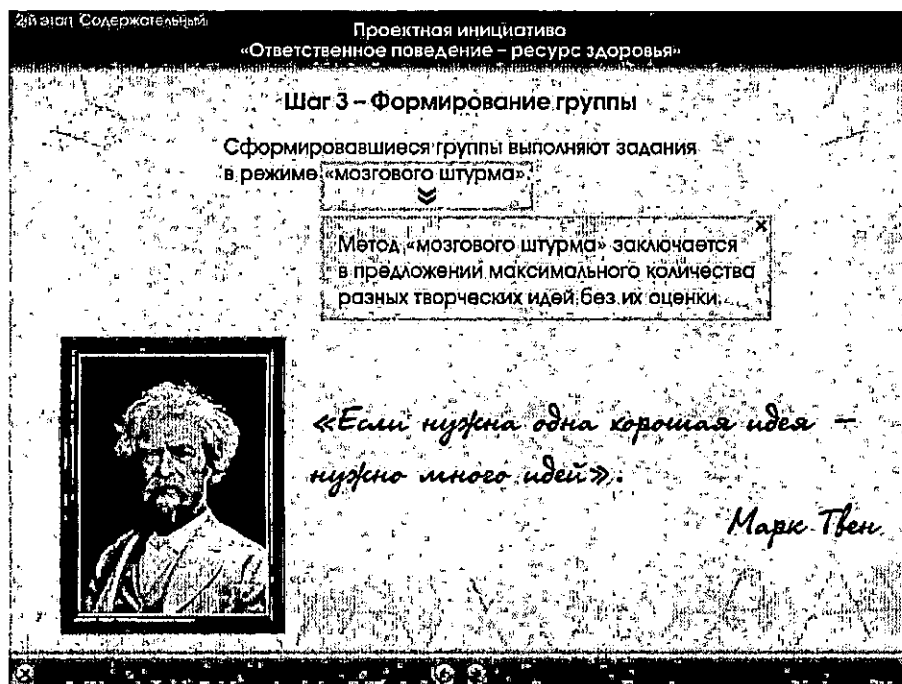 2й этап Содержательный
Проектная инициатива
«Ответственное поведение – ресурс здоровья»
Шаг 3 – Формирование группы
Сформировавшиеся группы выполняют задания
в режиме «мозгового штурма».
Метод «мозгового штурма» заключается
в предложении максимального количества
разных творческих идей без их оценки.
«Если нужна одна хорошая идея –
нужно много идей».
Марк Твен